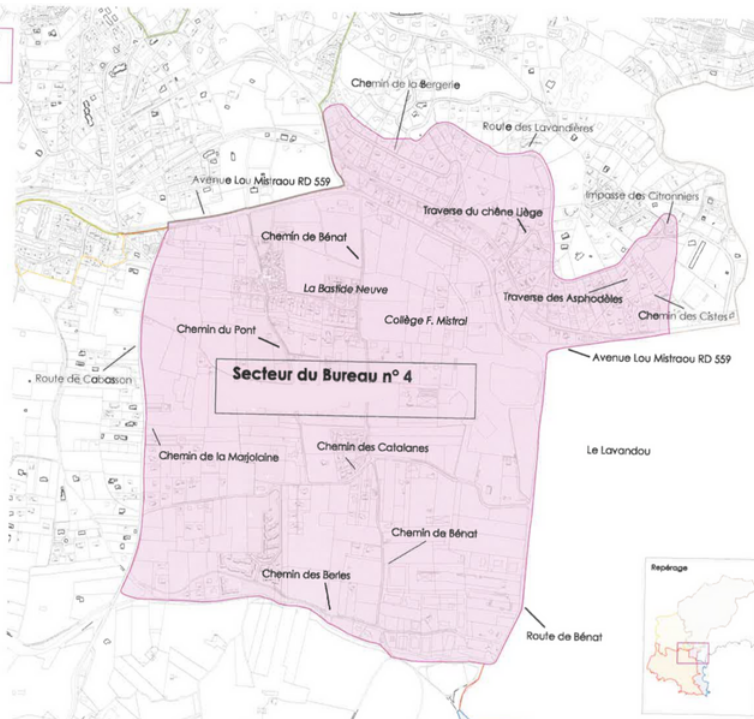 Chemin de la Bergerie
Route des Lavandières
Avenue Lou Mistraou RD 559
Impasse des Citronniers
Traverse du chêne Liège
Chemin de Bénat
La Bastide Neuve
Traverse des Asphodèles
Collège F. Mistral
Chemin des Cistes
Chemin du Pont
Avenue Lou Mistraou RD 559
Secteur du Bureau n° 4
Route de Cabasson
Chemin des Catalanes
Le Lavandou
Chemin de la Marjolaine
Chemin de Bénat
Repérage
Chemin des Berles
Route de Bénat